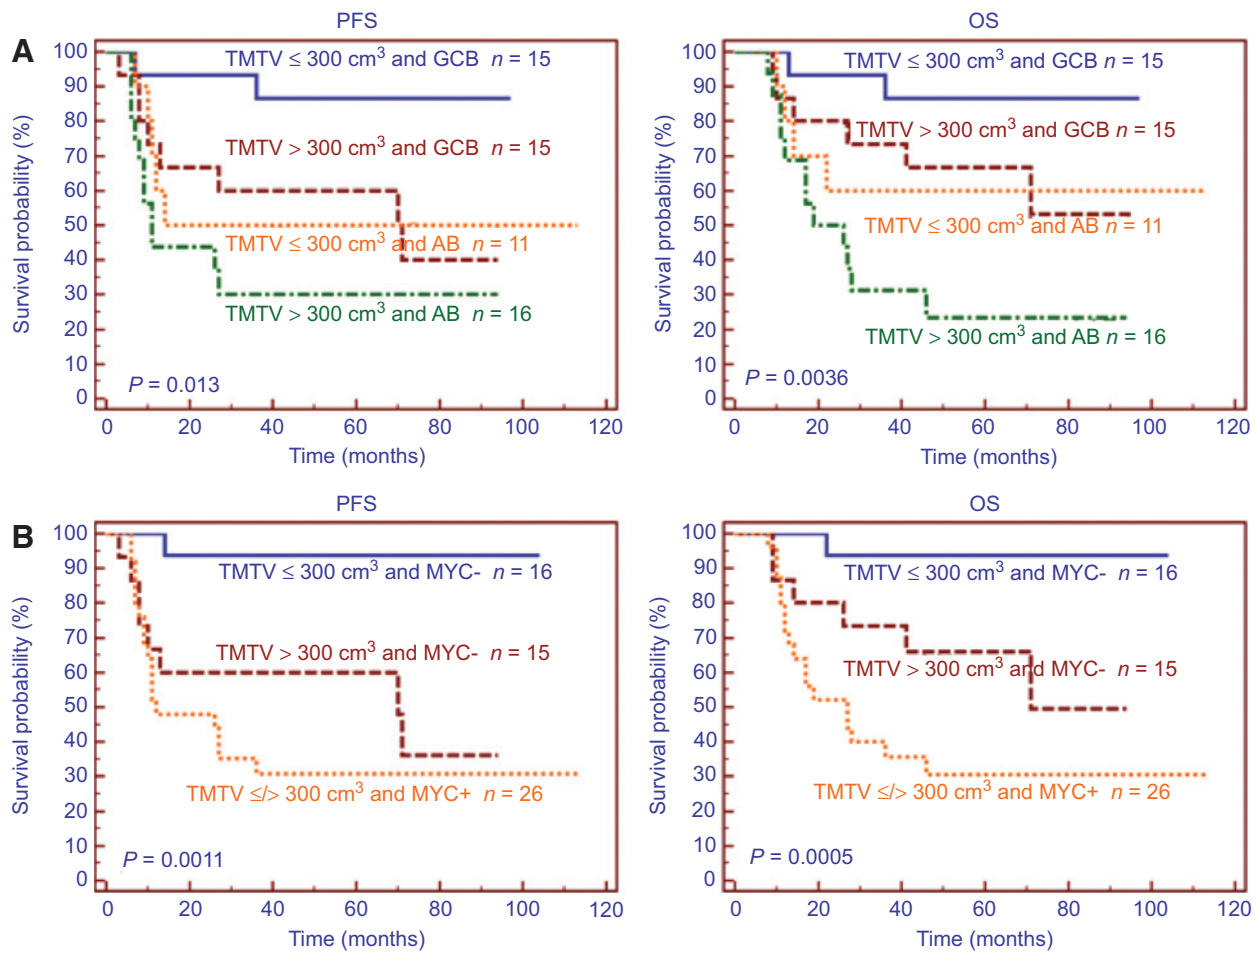 A
PFS
Survival probability (%)
100
90
80
70
60
50
40
30
20
10
0
TMTV ≤ 300 cm³ and GCB n = 15
TMTV > 300 cm³ and GCB n = 15
TMTV ≤ 300 cm³ and AB n = 11
TMTV > 300 cm³ and AB n = 16
P = 0.013
0 20 40 60 80 100 120
Time (months)
OS
Survival probability (%)
100
90
80
70
60
50
40
30
20
10
0
TMTV ≤ 300 cm³ and GCB n = 15
TMTV > 300 cm³ and GCB n = 15
TMTV ≤ 300 cm³ and AB n = 11
TMTV > 300 cm³ and AB n = 16
P = 0.0036
0 20 40 60 80 100 120
Time (months)
B
PFS
Survival probability (%)
100
90
80
70
60
50
40
30
20
10
0
TMTV ≤ 300 cm³ and MYC- n = 16
TMTV > 300 cm³ and MYC- n = 15
TMTV ≤/> 300 cm³ and MYC+ n = 26
P = 0.0011
0 20 40 60 80 100 120
Time (months)
OS
Survival probability (%)
100
90
80
70
60
50
40
30
20
10
0
TMTV ≤ 300 cm³ and MYC- n = 16
TMTV > 300 cm³ and MYC- n = 15
TMTV ≤/> 300 cm³ and MYC+ n = 26
P = 0.0005
0 20 40 60 80 100 120
Time (months)